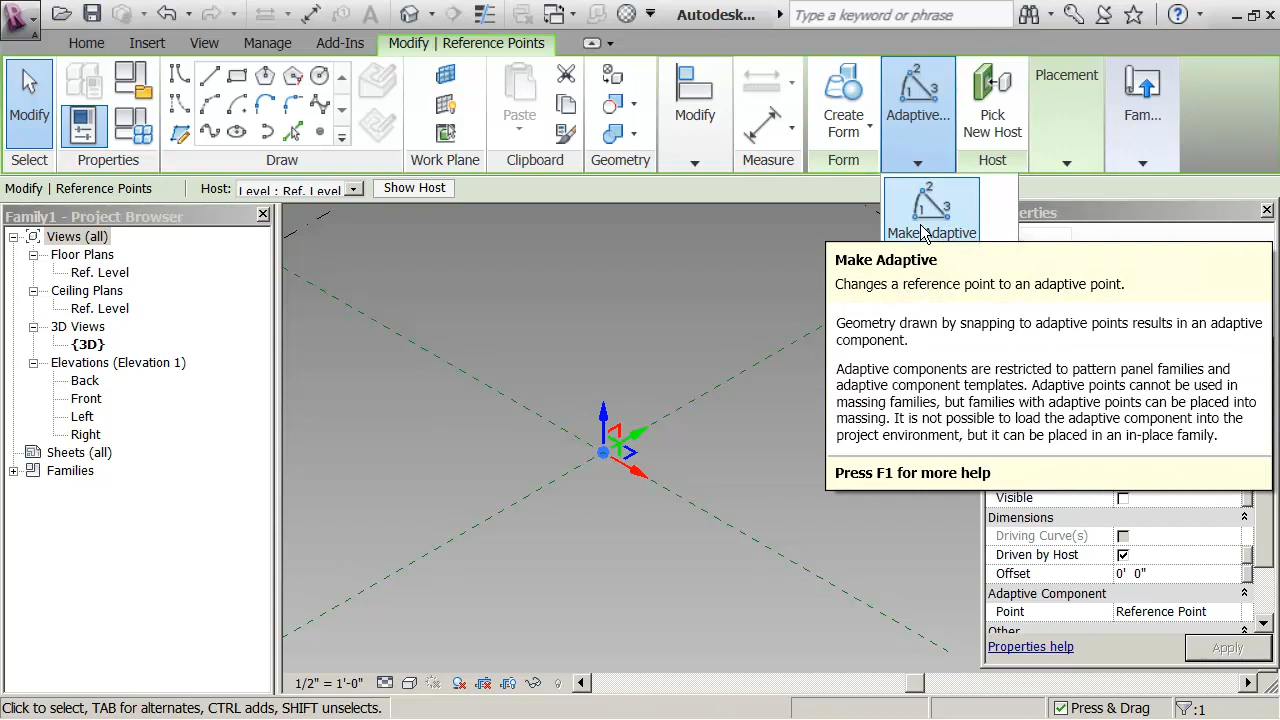 Autodesk...
Type a keyword or phrase
Home
Insert
View
Manage
Add-Ins
Modify | Reference Points
Modify
Select
Properties
Draw
Work Plane
Paste
Clipboard
Geometry
Modify
Measure
Create
Form
Form
Adaptive...
Pick
New Host
Host
Placement
Fam...
Modify | Reference Points
Host:
Level : Ref. Level
Show Host
Make Adaptive
Family1 - Project Browser
Views (all)
Floor Plans
Ref. Level
Ceiling Plans
Ref. Level
3D Views
{3D}
Elevations (Elevation 1)
Back
Front
Left
Right
Sheets (all)
Families
Make Adaptive
Changes a reference point to an adaptive point.
Geometry drawn by snapping to adaptive points results in an adaptive
component.
Adaptive components are restricted to pattern panel families and
adaptive component templates. Adaptive points cannot be used in
massing families, but families with adaptive points can be placed into
massing. It is not possible to load the adaptive component into the
project environment, but it can be placed in an in-place family.
Press F1 for more help
Visible
Dimensions
Driving Curve(s)
Driven by Host
Offset
0' 0"
Adaptive Component
Point
Reference Point
Other
Properties help
Apply
1/2" = 1'-0"
Click to select, TAB for alternates, CTRL adds, SHIFT unselects.
Press & Drag
:1